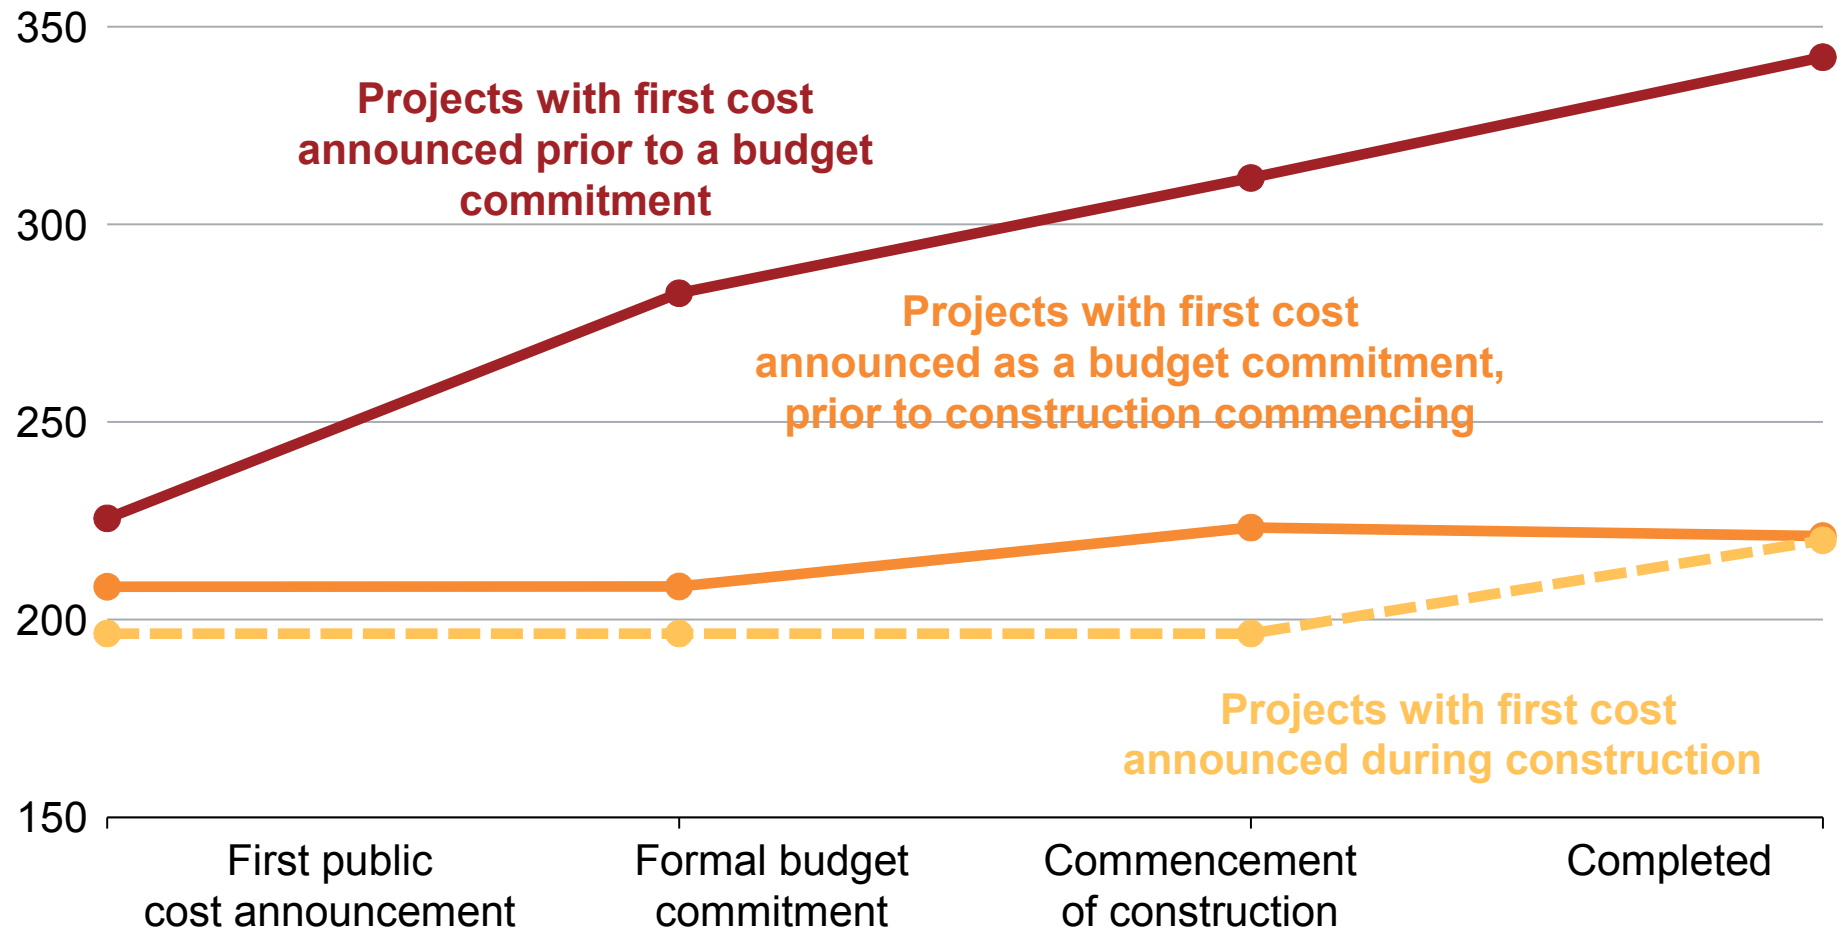 350
Projects with first cost
announced prior to a budget
commitment
300
Projects with first cost
announced as a budget commitment,
prior to construction commencing
250
200
Projects with first cost
announced during construction
150
First public
cost announcement
Formal budget
commitment
Commencement
of construction
Completed